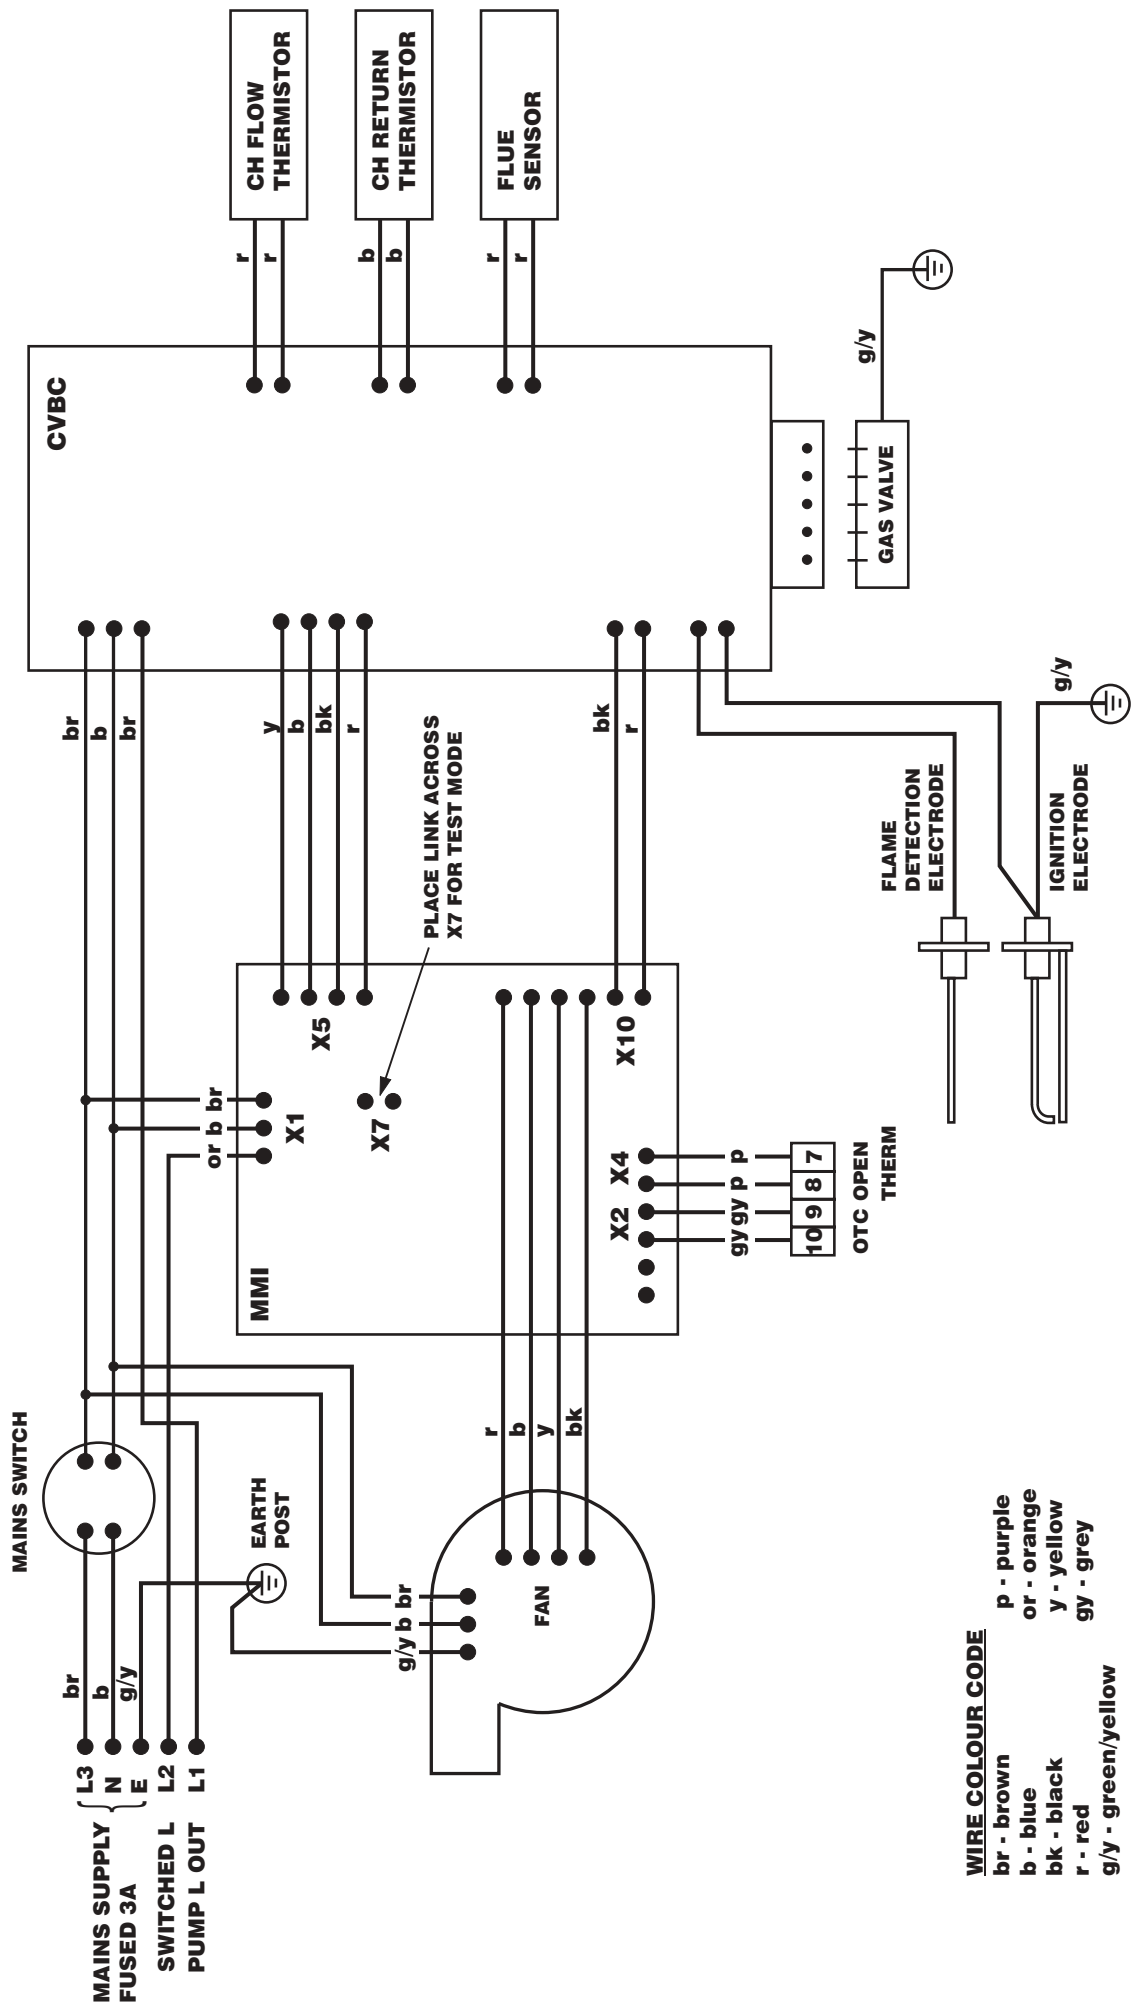 MAINS SUPPLY
FUSED 3A
SWITCHED L
PUMP L OUT
L3
N
E
L2
L1
br
b
g/y
MAINS SWITCH
EARTH
POST
g/y b br
FAN
r
b
y
bk
MMI
or b br
X1
X5
X7
X10
X4
X2
PLACE LINK ACROSS
X7 FOR TEST MODE
gy gy p p
10 9 8 7
OTC OPEN
THERM
br
b
br
y
b
bk
r
bk
r
CVBC
r
r
CH FLOW
THERMISTOR
b
b
CH RETURN
THERMISTOR
r
r
FLUE
SENSOR
GAS VALVE
g/y
FLAME
DETECTION
ELECTRODE
IGNITION
ELECTRODE
g/y
WIRE COLOUR CODE
br - brown
b - blue
bk - black
r - red
g/y - green/yellow
p - purple
or - orange
y - yellow
gy - grey